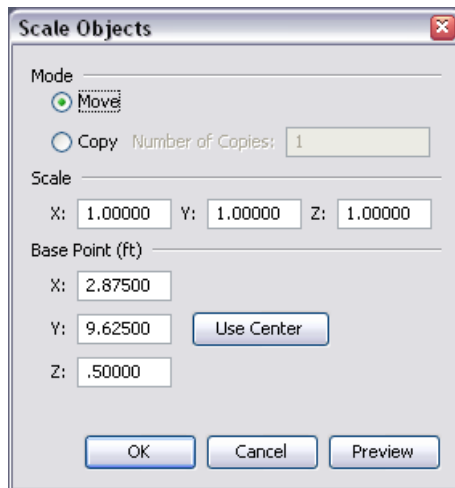 Scale Objects
Mode
Move
Copy Number of Copies: 1
Scale
X: 1.00000 Y: 1.00000 Z: 1.00000
Base Point (ft)
X: 2.87500
Y: 9.62500 Use Center
Z: .50000
OK Cancel Preview